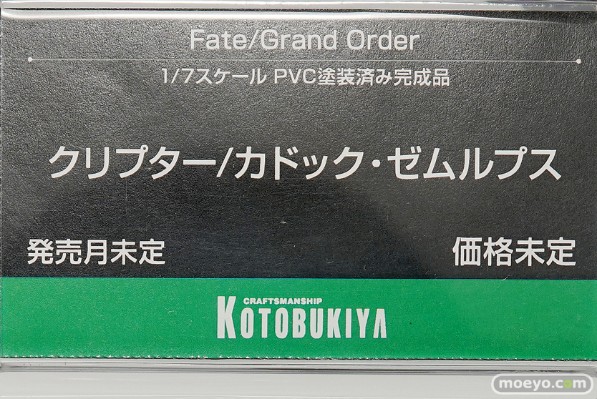 Fate/Grand Order
1/7スケール PVC塗装済み完成品
クリプター/カドック・ゼムルプス
発売月未定
価格未定
CRAFTSMANSHIP
KOTOBUKIYA
moeyo.com